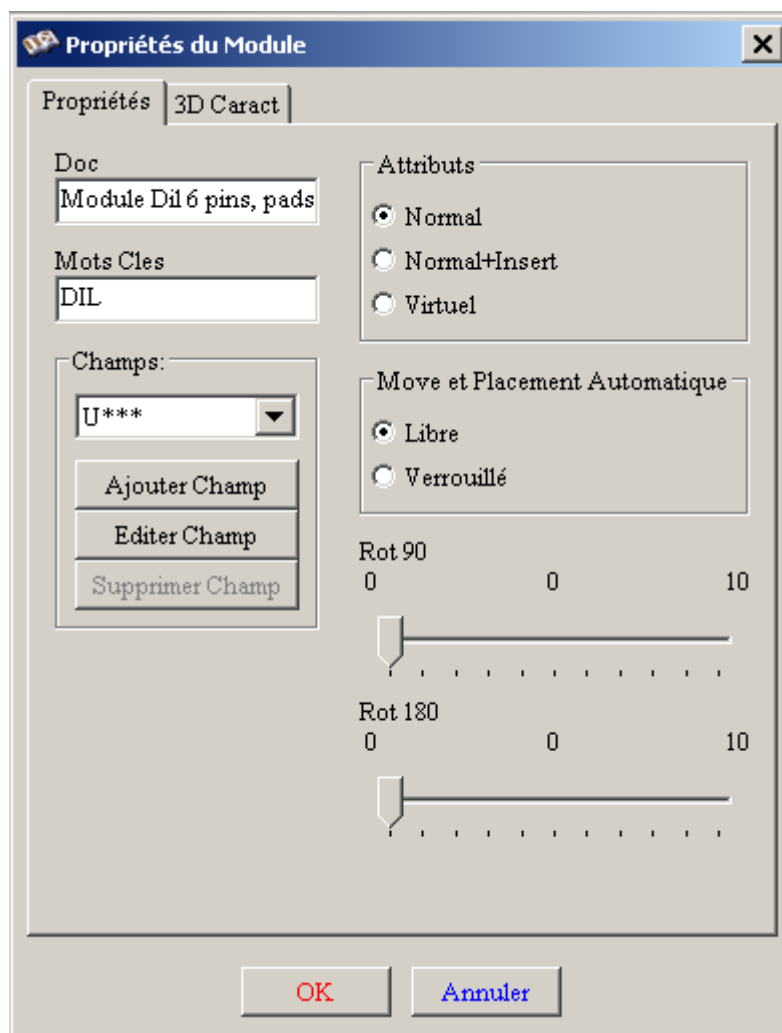 Propriétés du Module
Propriétés
3D Caract
Doc
Module Dil 6 pins, pads
Mots Cles
DIL
Champs:
U***
Ajouter Champ
Editer Champ
Supprimer Champ
Attributs
Normal
Normal+Insert
Virtuel
Move et Placement Automatique
Libre
Verrouillé
Rot 90
0 0 10
Rot 180
0 0 10
OK
Annuler